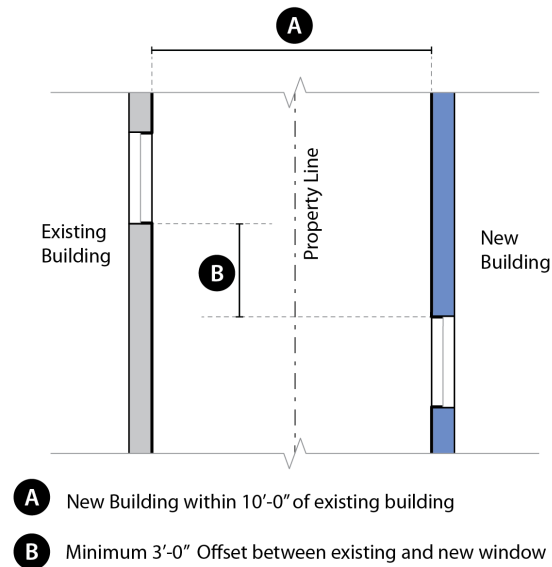 A
Property Line
Existing
Building
New
Building
B
A New Building within 10'-0" of existing building
B Minimum 3'-0" Offset between existing and new window